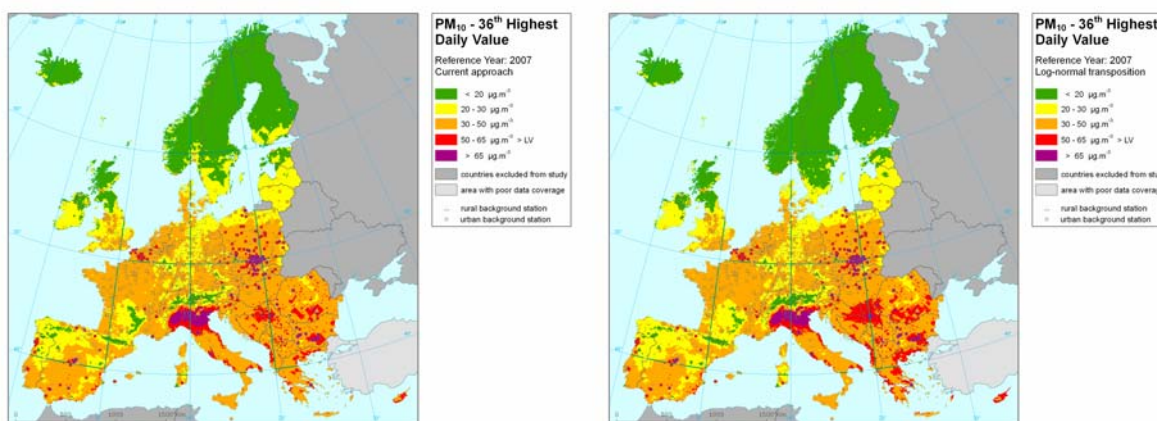 PM10 - 36th Highest
Daily Value
Reference Year: 2007
Current approach
< 20 µg.m-3
20 - 30 µg.m-3
30 - 50 µg.m-3
50 - 65 µg.m-3 > LV
> 65 µg.m-3
countries excluded from study
area with poor data coverage
rural background station
urban background station
PM10 - 36th Highest
Daily Value
Reference Year: 2007
Log-normal transposition
< 20 µg.m-3
20 - 30 µg.m-3
30 - 50 µg.m-3
50 - 65 µg.m-3 > LV
> 65 µg.m-3
countries excluded from stu
area with poor data coverag
rural background station
urban background station